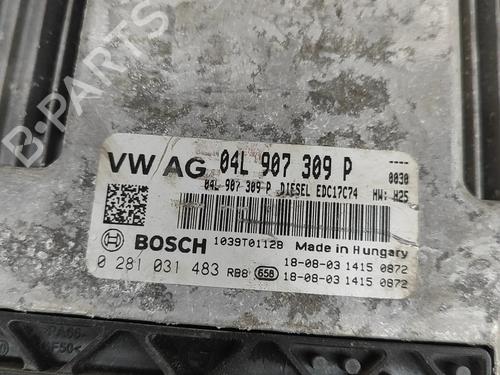 B-PARTS
VW AG 04L 907 309 P
0030
04L 907 309 P DIESEL EDC17C74 HW: H25
BOSCH 1039T0112B Made in Hungary
18-08-03 1415 0872
0 281 031 483 RB8 658 18-08-03 1415 0872